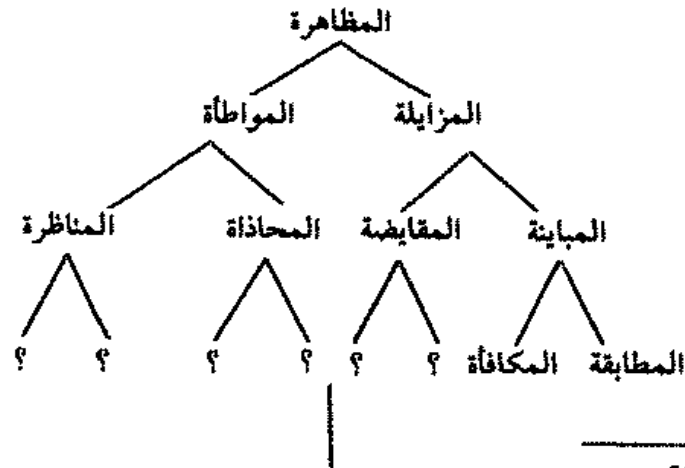 المظاهرة
المزايلة المواطأة
المباينة المقايضة المحاذاة المناظرة
المطابقة المكافأة ؟ ؟ ؟ ؟ ؟ ؟